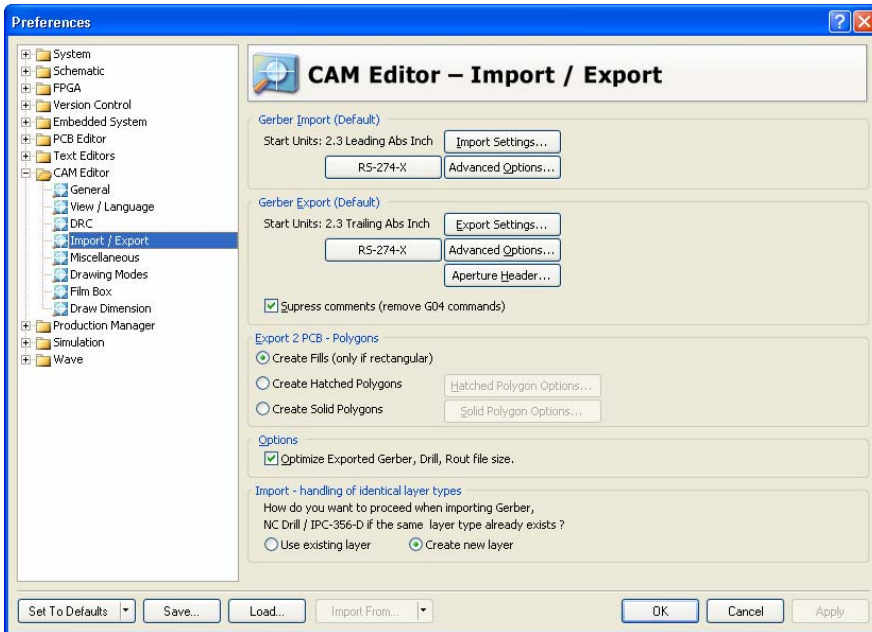 Preferences
System
Schematic
FPGA
Version Control
Embedded System
PCB Editor
Text Editors
CAM Editor
General
View / Language
DRC
Import / Export
Miscellaneous
Drawing Modes
Film Box
Draw Dimension
Production Manager
Simulation
Wave
CAM Editor – Import / Export
Gerber Import (Default)
Start Units: 2.3 Leading Abs Inch Import Settings...
RS-274-X Advanced Options...
Gerber Export (Default)
Start Units: 2.3 Trailing Abs Inch Export Settings...
RS-274-X Advanced Options...
Aperture Header...
Supress comments (remove G04 commands)
Export 2 PCB - Polygons
Create Fills (only if rectangular)
Create Hatched Polygons Hatched Polygon Options...
Create Solid Polygons Solid Polygon Options...
Options
Optimize Exported Gerber, Drill, Rout file size.
Import - handling of identical layer types
How do you want to proceed when importing Gerber,
NC Drill / IPC-356-D if the same layer type already exists ?
Use existing layer Create new layer
Set To Defaults Save... Load... Import From... OK Cancel Apply